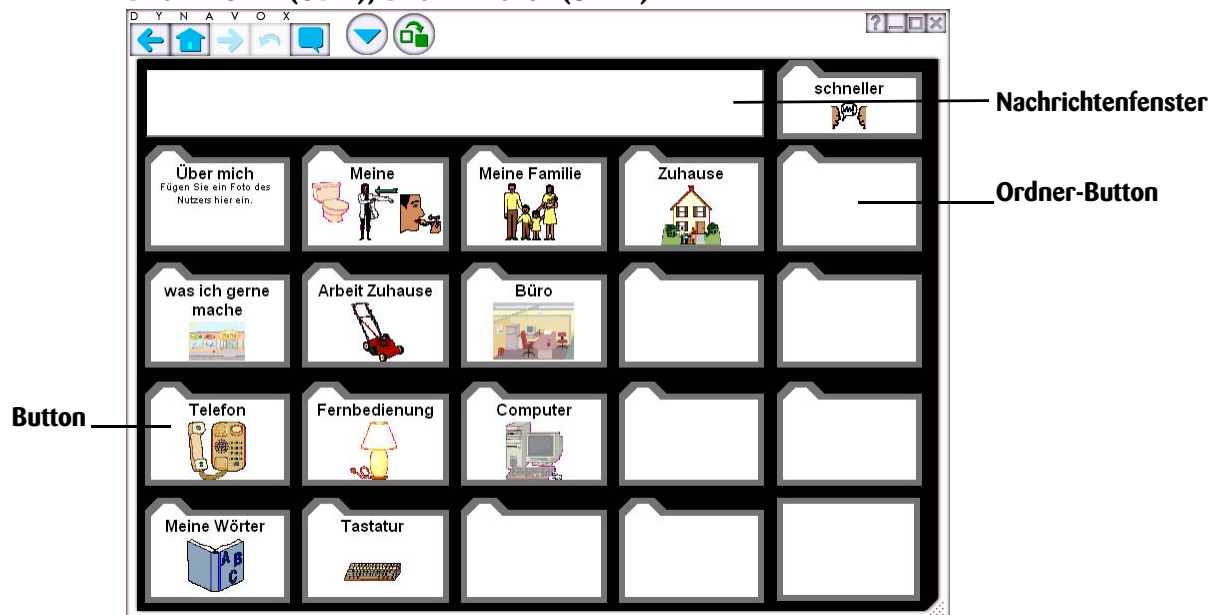 D Y N A V O X
?
Nachrichtenfenster
schneller
Ordner-Button
Über mich
Fügen Sie ein Foto des
Nutzers hier ein.
Meine
Meine Familie
Zuhause
was ich gerne
mache
Arbeit Zuhause
Büro
Button
Telefon
Fernbedienung
Computer
Meine Wörter
A B
C
Tastatur